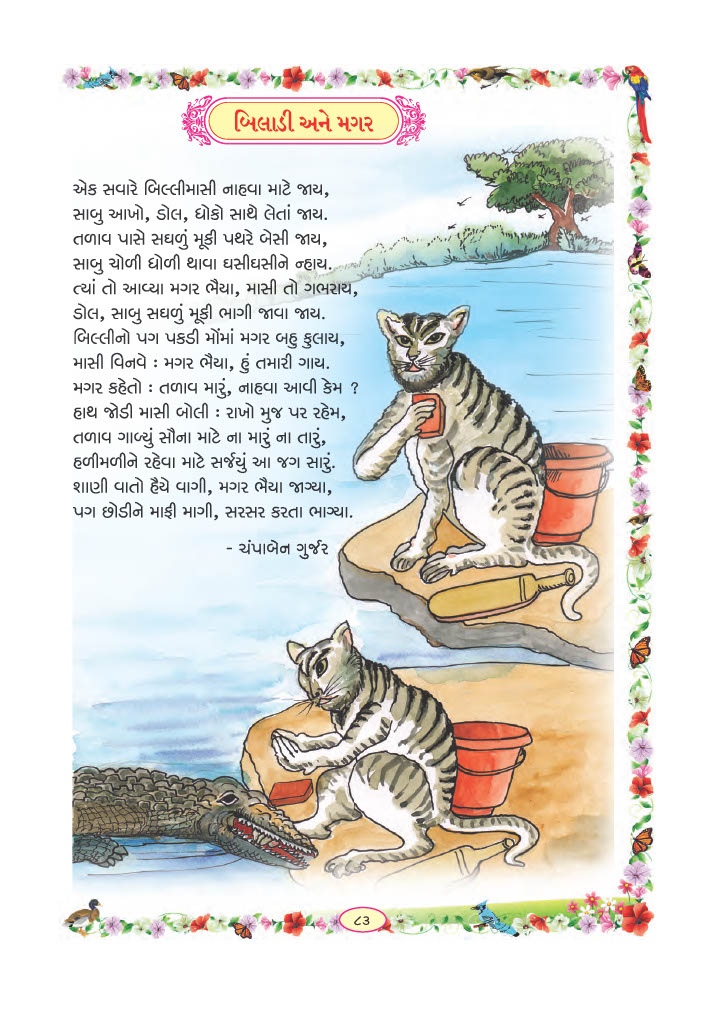 બિલાડી અને મગર
એક સવારે બિલ્લીમાસી નાહવા માટે જાય,
સાબુ આખો, ડોલ, ધોકો સાથે લેતાં જાય.
તળાવ પાસે સઘળું મૂકી પથરે બેસી જાય,
સાબુ ચોળી ધોળી થાવા ઘસીઘસીને ન્હાય.
ત્યાં તો આવ્યા મગર ભૈયા, માસી તો ગભરાય,
ડોલ, સાબુ સઘળું મૂકી ભાગી જાવા જાય.
બિલ્લીનો પગ પકડી મોંમાં મગર બહુ ફુલાય,
માસી વિનવે : મગર ભૈયા, હું તમારી ગાય.
મગર કહેતો : તળાવ મારું, નાહવા આવી કેમ ?
હાથ જોડી માસી બોલી : રાખો મુજ પર રહેમ,
તળાવ ગાળ્યું સૌના માટે ના મારું ના તારું,
હળીમળીને રહેવા માટે સર્જ્યું આ જગ સારું.
શાણી વાતો હૈયે વાગી, મગર ભૈયા જાગ્યા,
પગ છોડીને માફી માગી, સરસર કરતા ભાગ્યા.
- ચંપાબેન ગુર્જર
૮૩